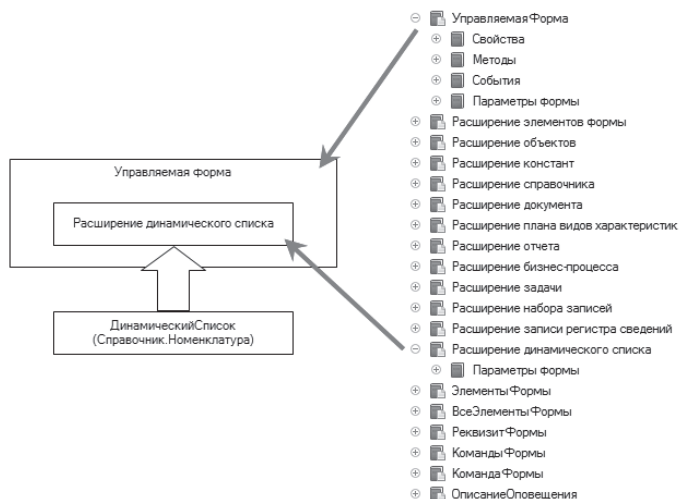 Управляемая форма
Расширение динамического списка
ДинамическийСписок
(Справочник.Номенклатура)
УправляемаяФорма
Свойства
Методы
События
Параметры формы
Расширение элементов формы
Расширение объектов
Расширение констант
Расширение справочника
Расширение документа
Расширение плана видов характеристик
Расширение отчета
Расширение бизнес-процесса
Расширение задачи
Расширение набора записей
Расширение записи регистра сведений
Расширение динамического списка
Параметры формы
ЭлементыФормы
ВсеЭлементыФормы
РеквизитФормы
КомандыФормы
КомандаФормы
ОписаниеОповещения